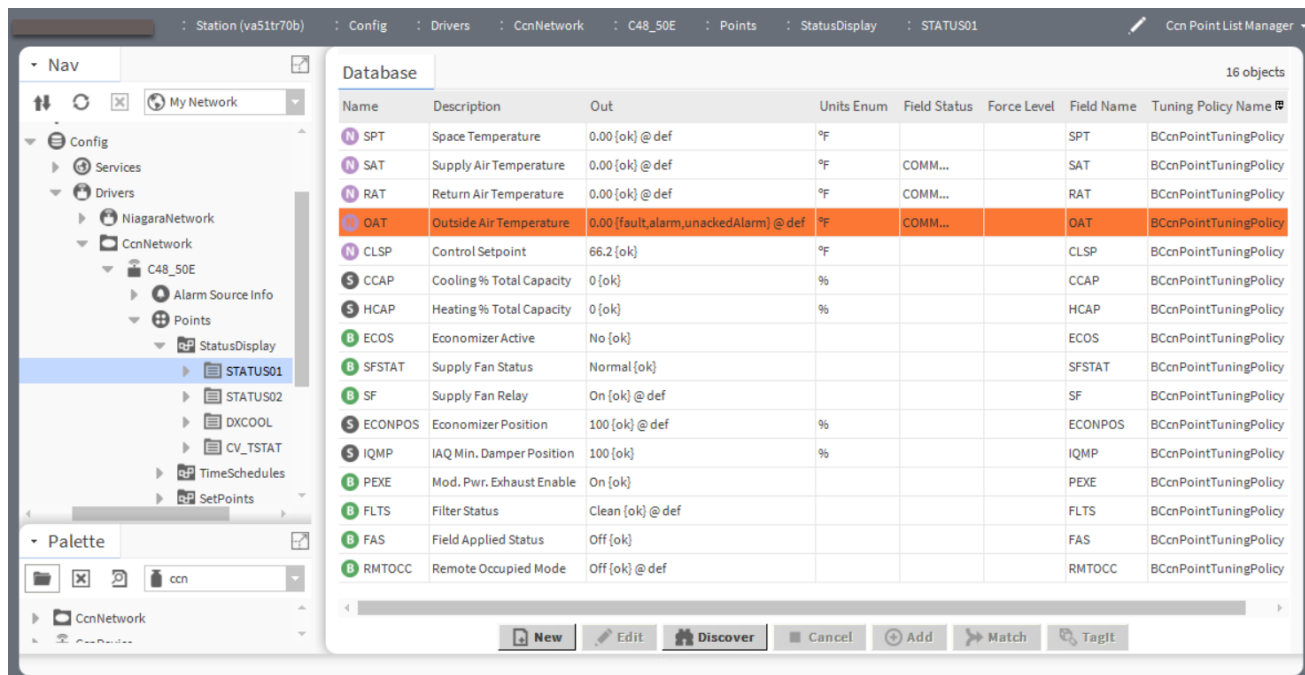 : Station (va51tr70b) : Config : Drivers : CcnNetwork : C48_50E : Points : StatusDisplay : STATUS01 Ccn Point List Manager
Nav
My Network
Config
Services
Drivers
NiagaraNetwork
CcnNetwork
C48_50E
Alarm Source Info
Points
StatusDisplay
STATUS01
STATUS02
DXCOOL
CV_TSTAT
TimeSchedules
SetPoints
Palette
ccn
CcnNetwork
CcnDevice
Database 16 objects
Name Description Out Units Enum Field Status Force Level Field Name Tuning Policy Name
N SPT Space Temperature 0.00 {ok} @ def °F SPT BCcnPointTuningPolicy
N SAT Supply Air Temperature 0.00 {ok} @ def °F COMM... SAT BCcnPointTuningPolicy
N RAT Return Air Temperature 0.00 {ok} @ def °F COMM... RAT BCcnPointTuningPolicy
N OAT Outside Air Temperature 0.00 {fault,alarm,unackedAlarm} @ def °F COMM... OAT BCcnPointTuningPolicy
N CLSP Control Setpoint 66.2 {ok} °F CLSP BCcnPointTuningPolicy
S CCAP Cooling % Total Capacity 0 {ok} % CCAP BCcnPointTuningPolicy
S HCAP Heating % Total Capacity 0 {ok} % HCAP BCcnPointTuningPolicy
B ECOS Economizer Active No {ok} ECOS BCcnPointTuningPolicy
B SFSTAT Supply Fan Status Normal {ok} SFSTAT BCcnPointTuningPolicy
B SF Supply Fan Relay On {ok} @ def SF BCcnPointTuningPolicy
S ECONPOS Economizer Position 100 {ok} @ def % ECONPOS BCcnPointTuningPolicy
S IQMP IAQ Min. Damper Position 100 {ok} % IQMP BCcnPointTuningPolicy
B PEXE Mod. Pwr. Exhaust Enable On {ok} PEXE BCcnPointTuningPolicy
B FLTS Filter Status Clean {ok} @ def FLTS BCcnPointTuningPolicy
B FAS Field Applied Status Off {ok} FAS BCcnPointTuningPolicy
B RMTOCC Remote Occupied Mode Off {ok} @ def RMTOCC BCcnPointTuningPolicy
New Edit Discover Cancel Add Match TagIt